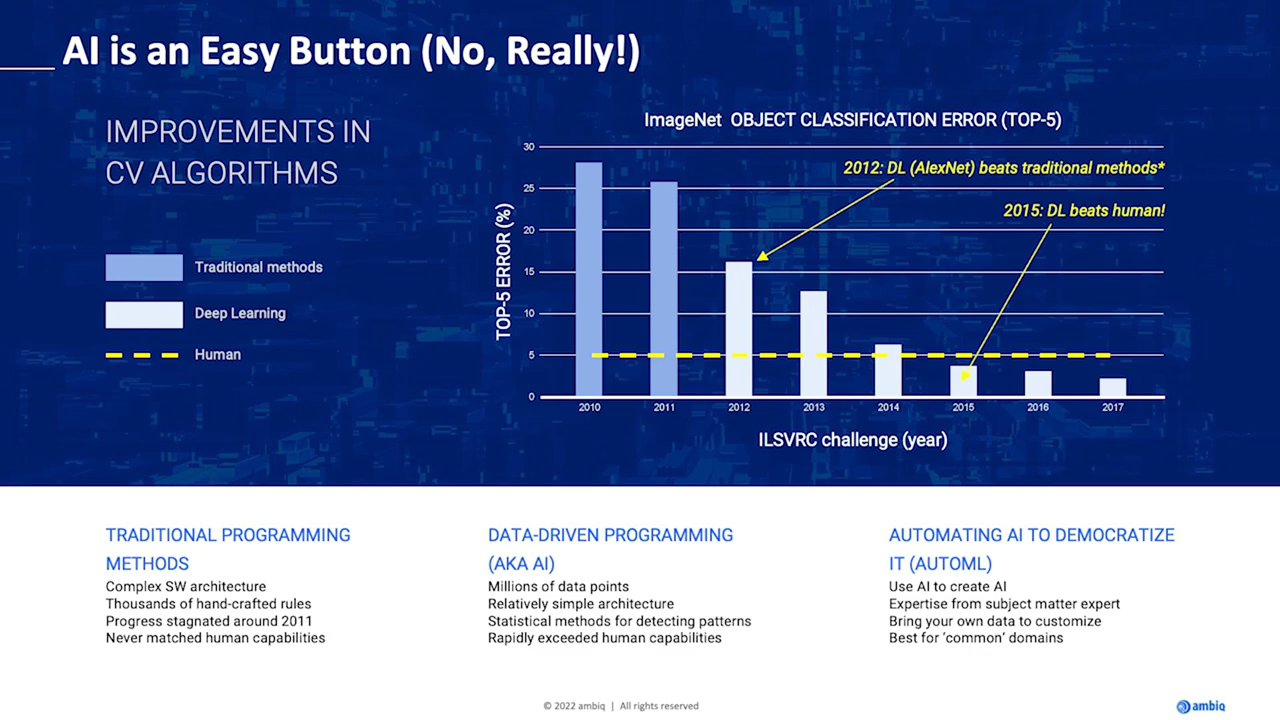 AI is an Easy Button (No, Really!)
IMPROVEMENTS IN
CV ALGORITHMS
Traditional methods
Deep Learning
Human
ImageNet OBJECT CLASSIFICATION ERROR (TOP-5)
2012: DL (AlexNet) beats traditional methods*
2015: DL beats human!
TOP-5 ERROR (%)
30
25
20
15
10
5
0
2010 2011 2012 2013 2014 2015 2016 2017
ILSVRC challenge (year)
TRADITIONAL PROGRAMMING
METHODS
Complex SW architecture
Thousands of hand-crafted rules
Progress stagnated around 2011
Never matched human capabilities
DATA-DRIVEN PROGRAMMING
(AKA AI)
Millions of data points
Relatively simple architecture
Statistical methods for detecting patterns
Rapidly exceeded human capabilities
AUTOMATING AI TO DEMOCRATIZE
IT (AUTOML)
Use AI to create AI
Expertise from subject matter expert
Bring your own data to customize
Best for ‘common’ domains
© 2022 ambiq | All rights reserved
ambiq